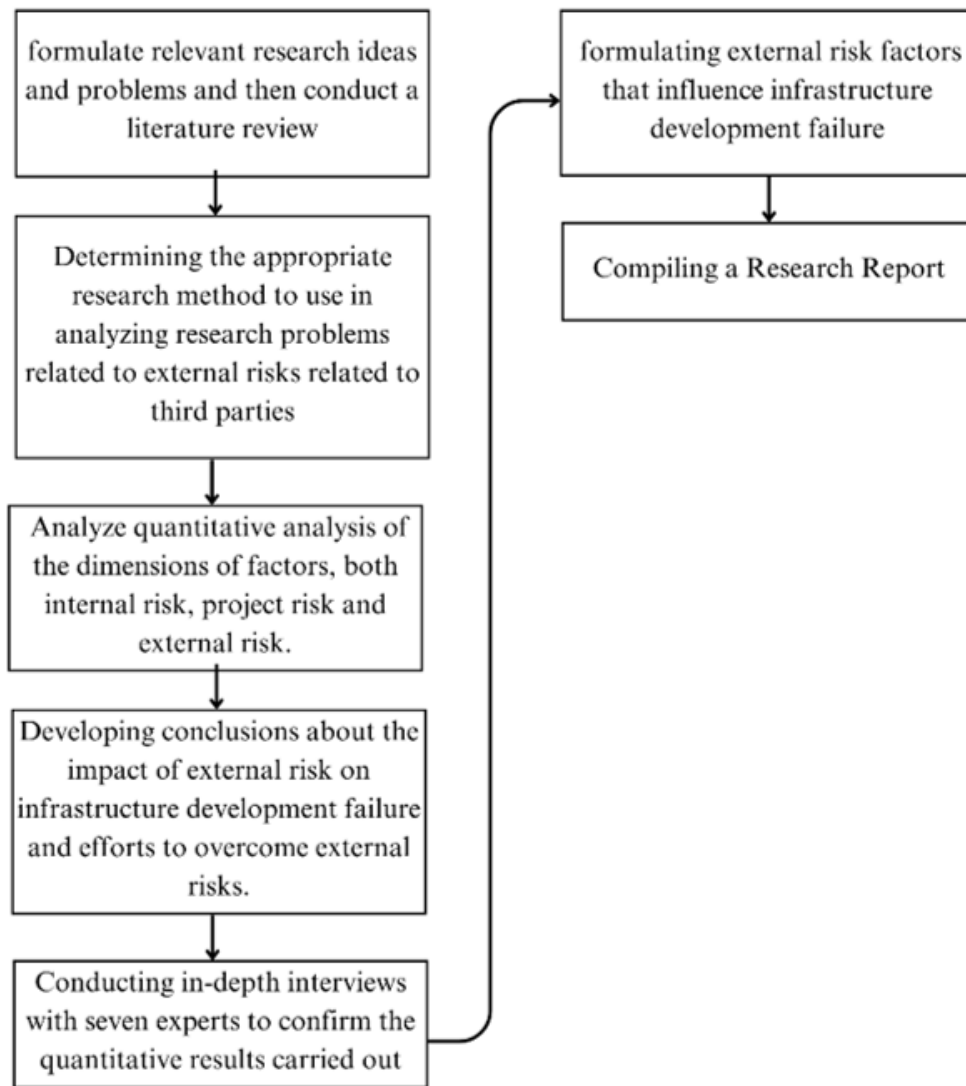 formulate relevant research ideas
and problems and then conduct a
literature review
Determining the appropriate
research method to use in
analyzing research problems
related to external risks related to
third parties
Analyze quantitative analysis of
the dimensions of factors, both
internal risk, project risk and
external risk.
Developing conclusions about the
impact of external risk on
infrastructure development failure
and efforts to overcome external
risks.
Conducting in-depth interviews
with seven experts to confirm the
quantitative results carried out
formulating external risk factors
that influence infrastructure
development failure
Compiling a Research Report